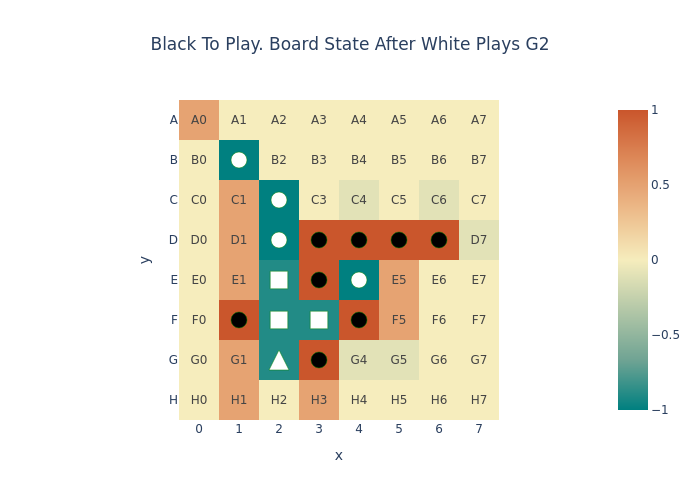 Black To Play. Board State After White Plays G2
A A0 A1 A2 A3 A4 A5 A6 A7
B B0 B2 B3 B4 B5 B6 B7
C C0 C1 C3 C4 C5 C6 C7
D D0 D1 D7
E E0 E1 E5 E6 E7
F F0 F5 F6 F7
G G0 G1 G4 G5 G6 G7
H H0 H1 H2 H3 H4 H5 H6 H7
0 1 2 3 4 5 6 7
x
y
1
0.5
0
−0.5
−1